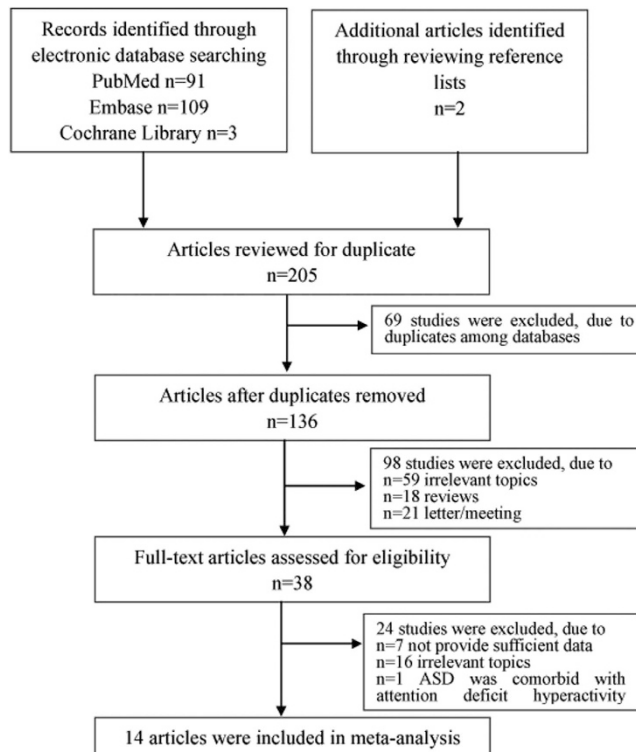 Records identified through
electronic database searching
PubMed n=91
Embase n=109
Cochrane Library n=3
Additional articles identified
through reviewing reference
lists
n=2
Articles reviewed for duplicate
n=205
69 studies were excluded, due to
duplicates among databases
Articles after duplicates removed
n=136
98 studies were excluded, due to
n=59 irrelevant topics
n=18 reviews
n=21 letter/meeting
Full-text articles assessed for eligibility
n=38
24 studies were excluded, due to
n=7 not provide sufficient data
n=16 irrelevant topics
n=1 ASD was comorbid with
attention deficit hyperactivity
14 articles were included in meta-analysis